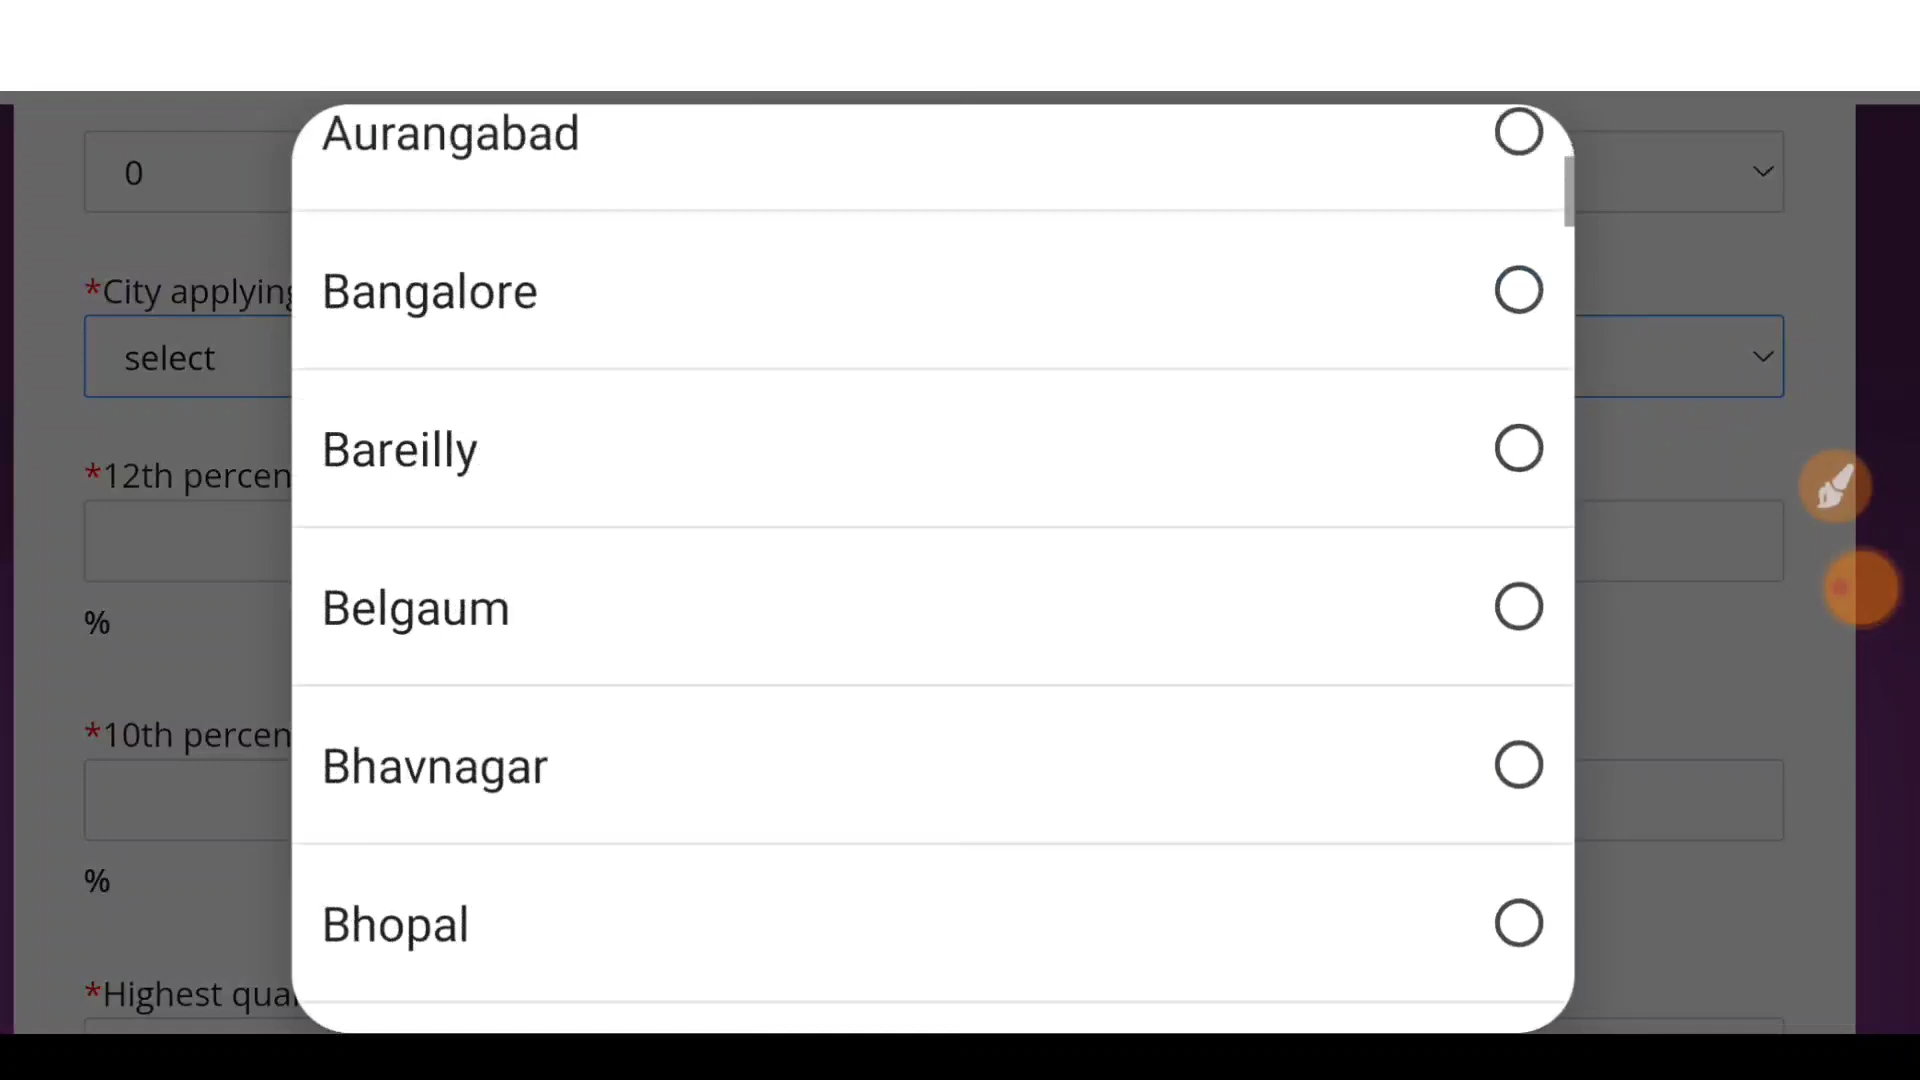 Aurangabad
0
Bangalore
*City applying
select
Bareilly
*12th percen
Belgaum
%
*10th percen
Bhavnagar
%
Bhopal
*Highest qua